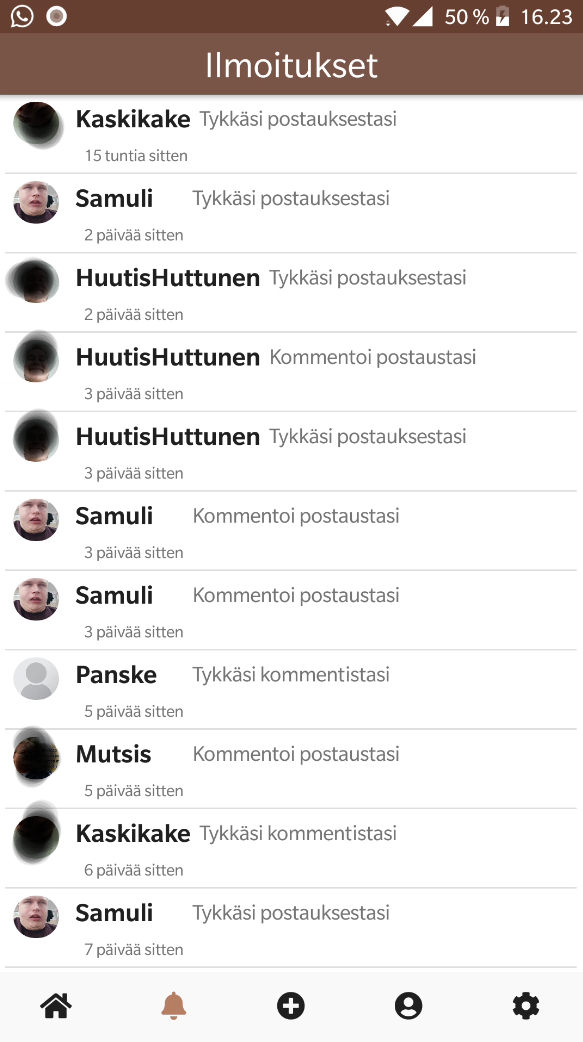 50 % 16.23
Ilmoitukset
Kaskikake Tykkäsi postauksestasi
15 tuntia sitten
Samuli Tykkäsi postauksestasi
2 päivää sitten
HuutisHuttunen Tykkäsi postauksestasi
2 päivää sitten
HuutisHuttunen Kommentoi postaustasi
3 päivää sitten
HuutisHuttunen Tykkäsi postauksestasi
3 päivää sitten
Samuli Kommentoi postaustasi
3 päivää sitten
Samuli Kommentoi postaustasi
3 päivää sitten
Panske Tykkäsi kommentistasi
5 päivää sitten
Mutsis Kommentoi postaustasi
5 päivää sitten
Kaskikake Tykkäsi kommentistasi
6 päivää sitten
Samuli Tykkäsi postauksestasi
7 päivää sitten